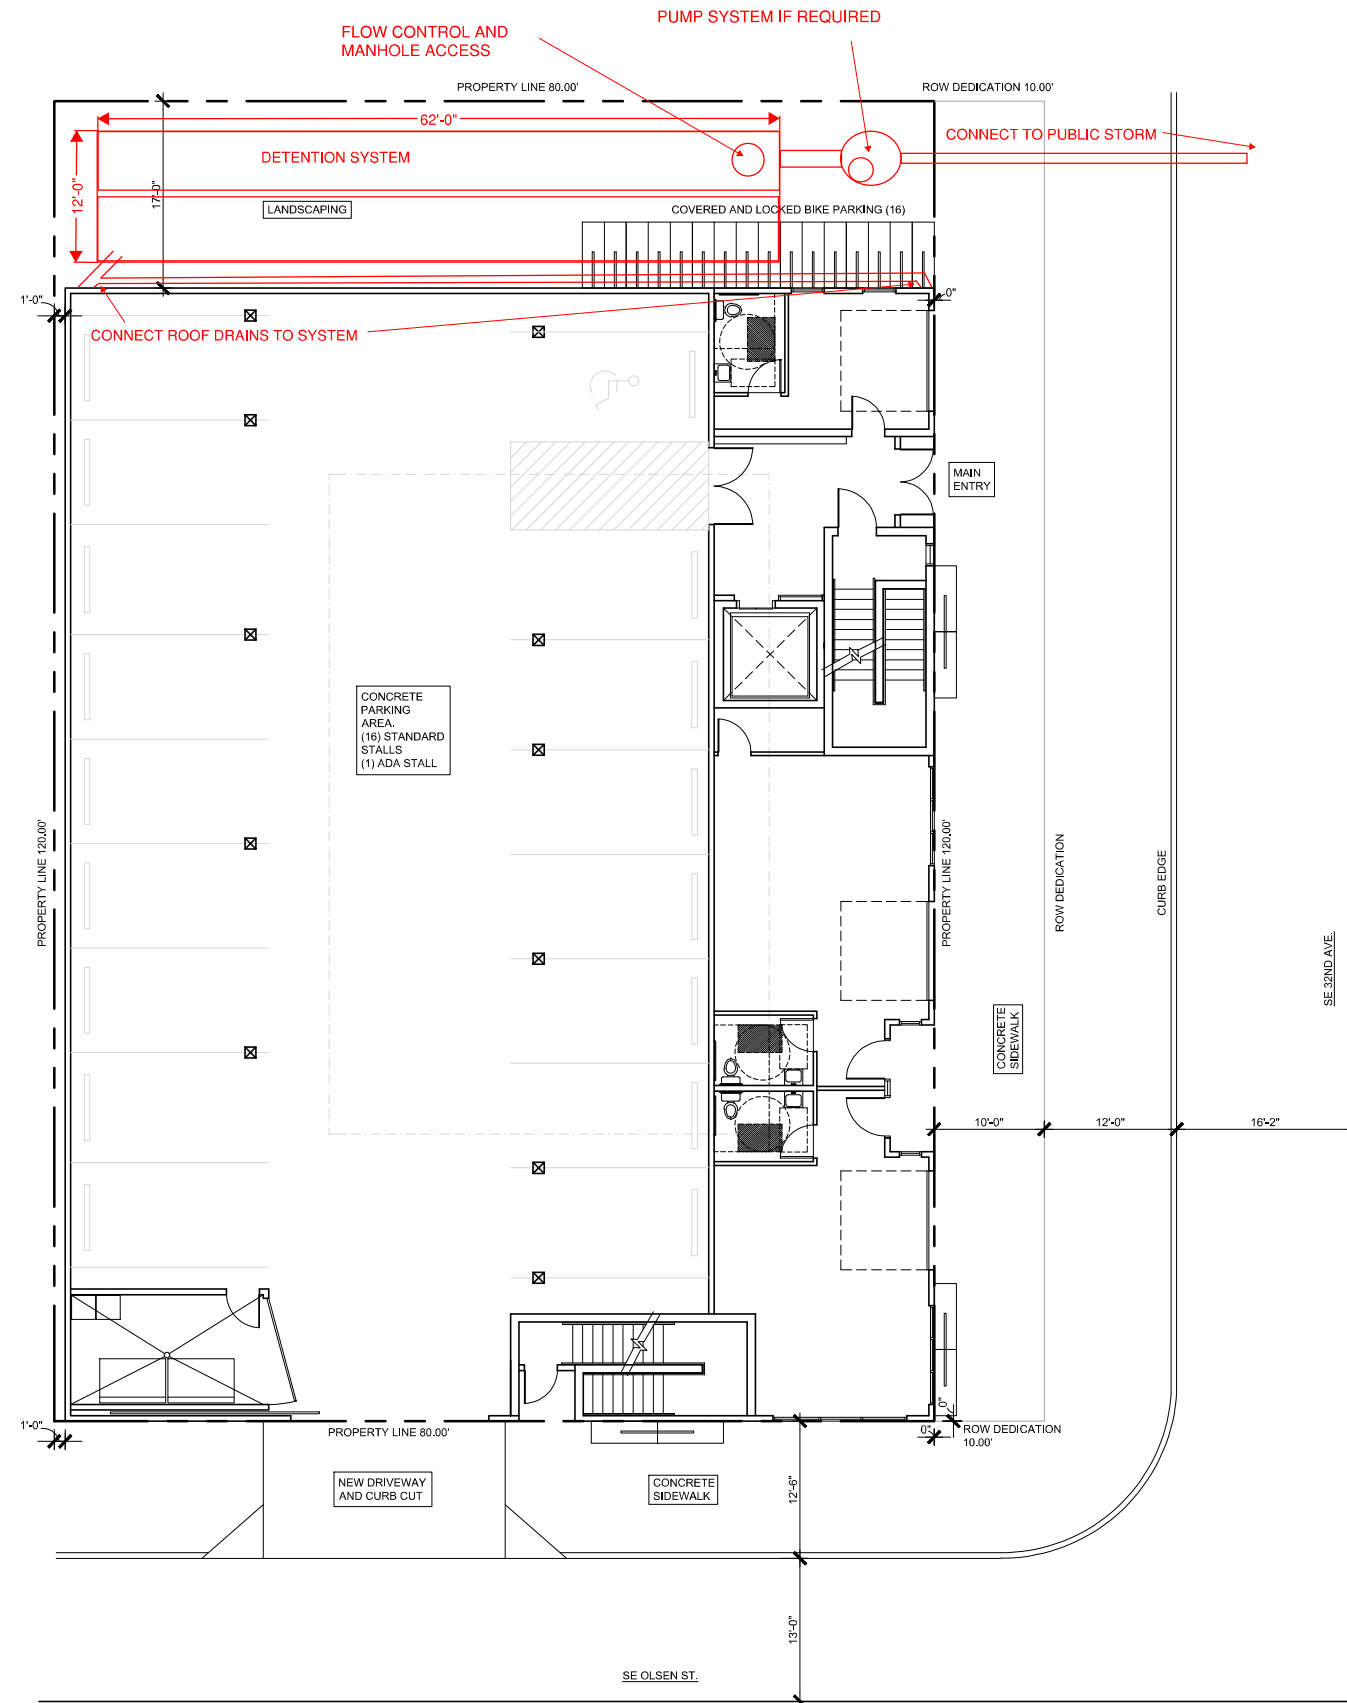 PUMP SYSTEM IF REQUIRED
FLOW CONTROL AND
MANHOLE ACCESS
PROPERTY LINE 80.00'
ROW DEDICATION 10.00'
62'-0"
CONNECT TO PUBLIC STORM
DETENTION SYSTEM
12'-0"
17'-0"
LANDSCAPING
COVERED AND LOCKED BIKE PARKING (16)
1'-0"
0"
CONNECT ROOF DRAINS TO SYSTEM
MAIN
ENTRY
CONCRETE
PARKING
AREA.
(16) STANDARD
STALLS
(1) ADA STALL
PROPERTY LINE 120.00'
PROPERTY LINE 120.00'
ROW DEDICATION
CURB EDGE
SE 32ND AVE.
CONCRETE
SIDEWALK
10'-0"
12'-0"
16'-2"
1'-0"
PROPERTY LINE 80.00'
0"
0"
ROW DEDICATION
10.00'
NEW DRIVEWAY
AND CURB CUT
CONCRETE
SIDEWALK
12'-6"
13'-0"
SE OLSEN ST.